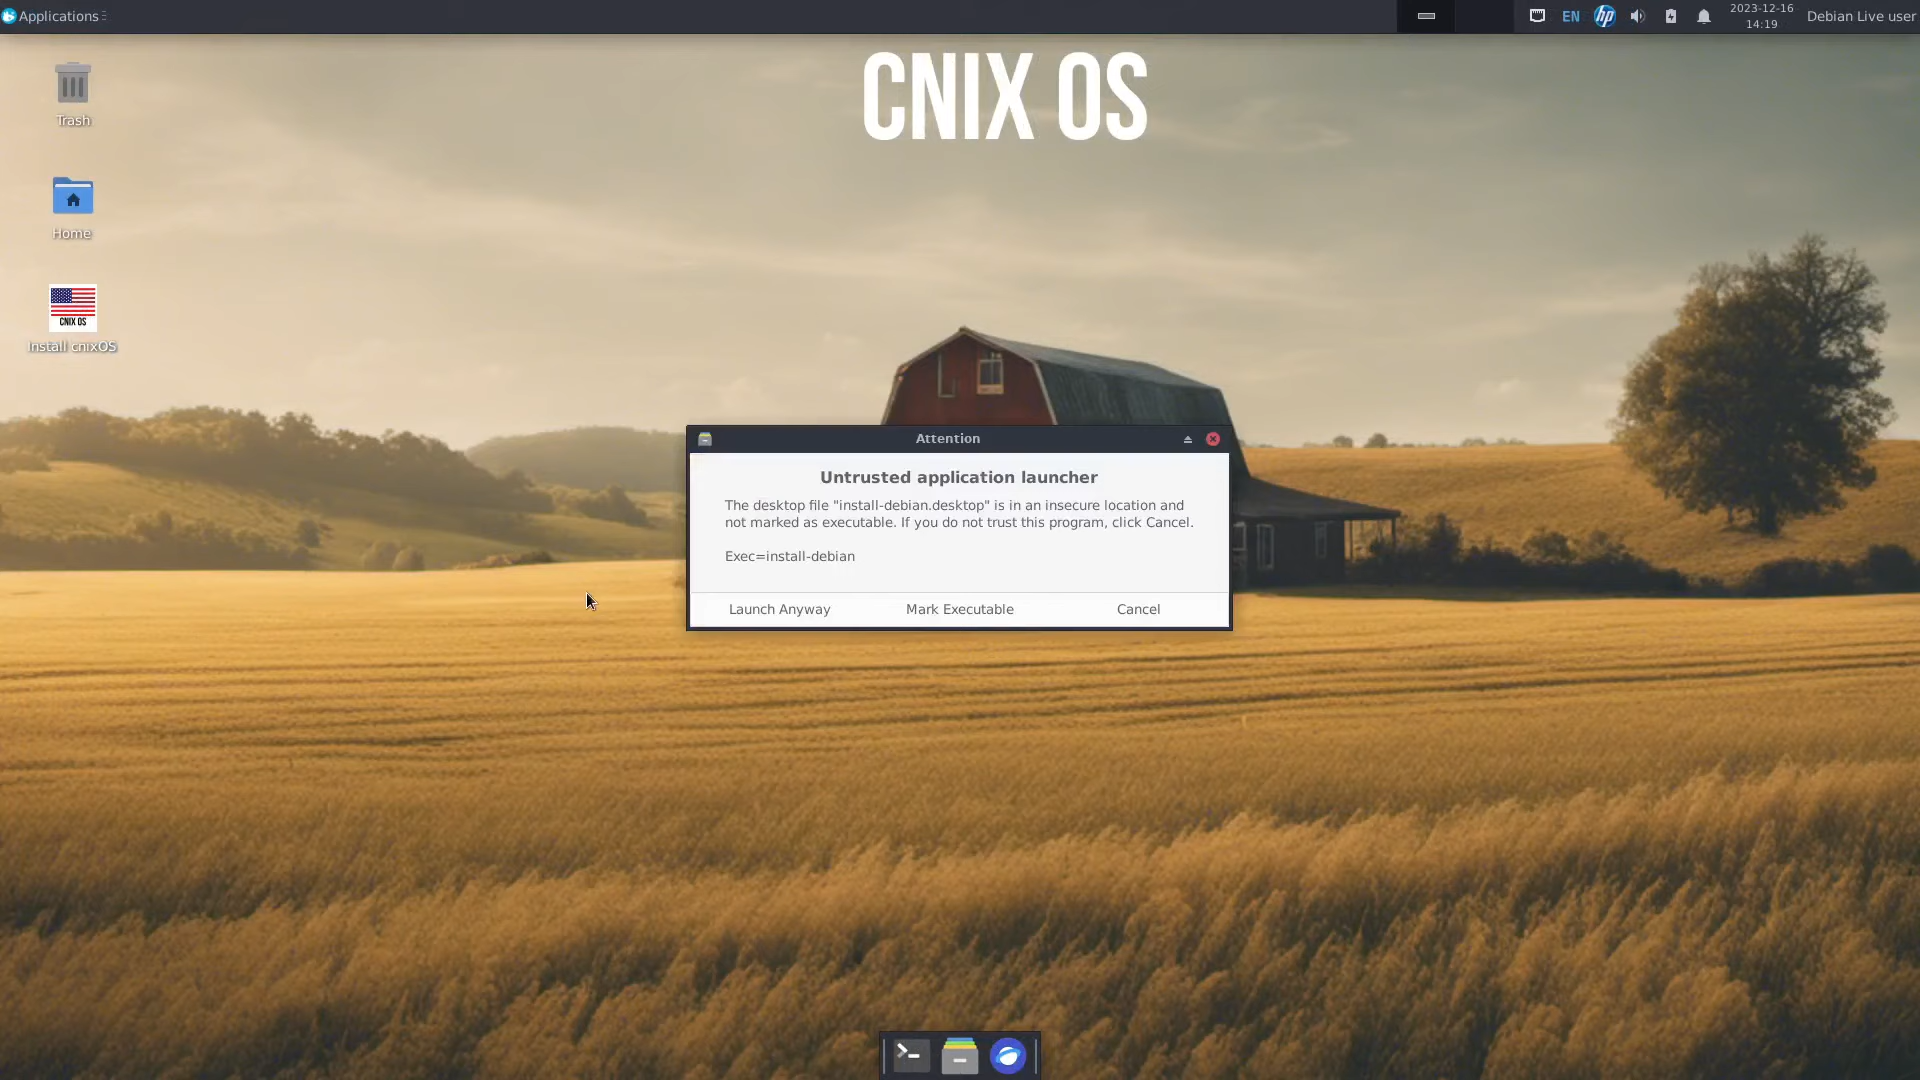 Applications
EN
hp
2023-12-16
14:19
Debian Live user
CNIX OS
Trash
Home
CNIX OS
Install cnixOS
Attention
Untrusted application launcher
The desktop file "install-debian.desktop" is in an insecure location and
not marked as executable. If you do not trust this program, click Cancel.
Exec=install-debian
Launch Anyway
Mark Executable
Cancel